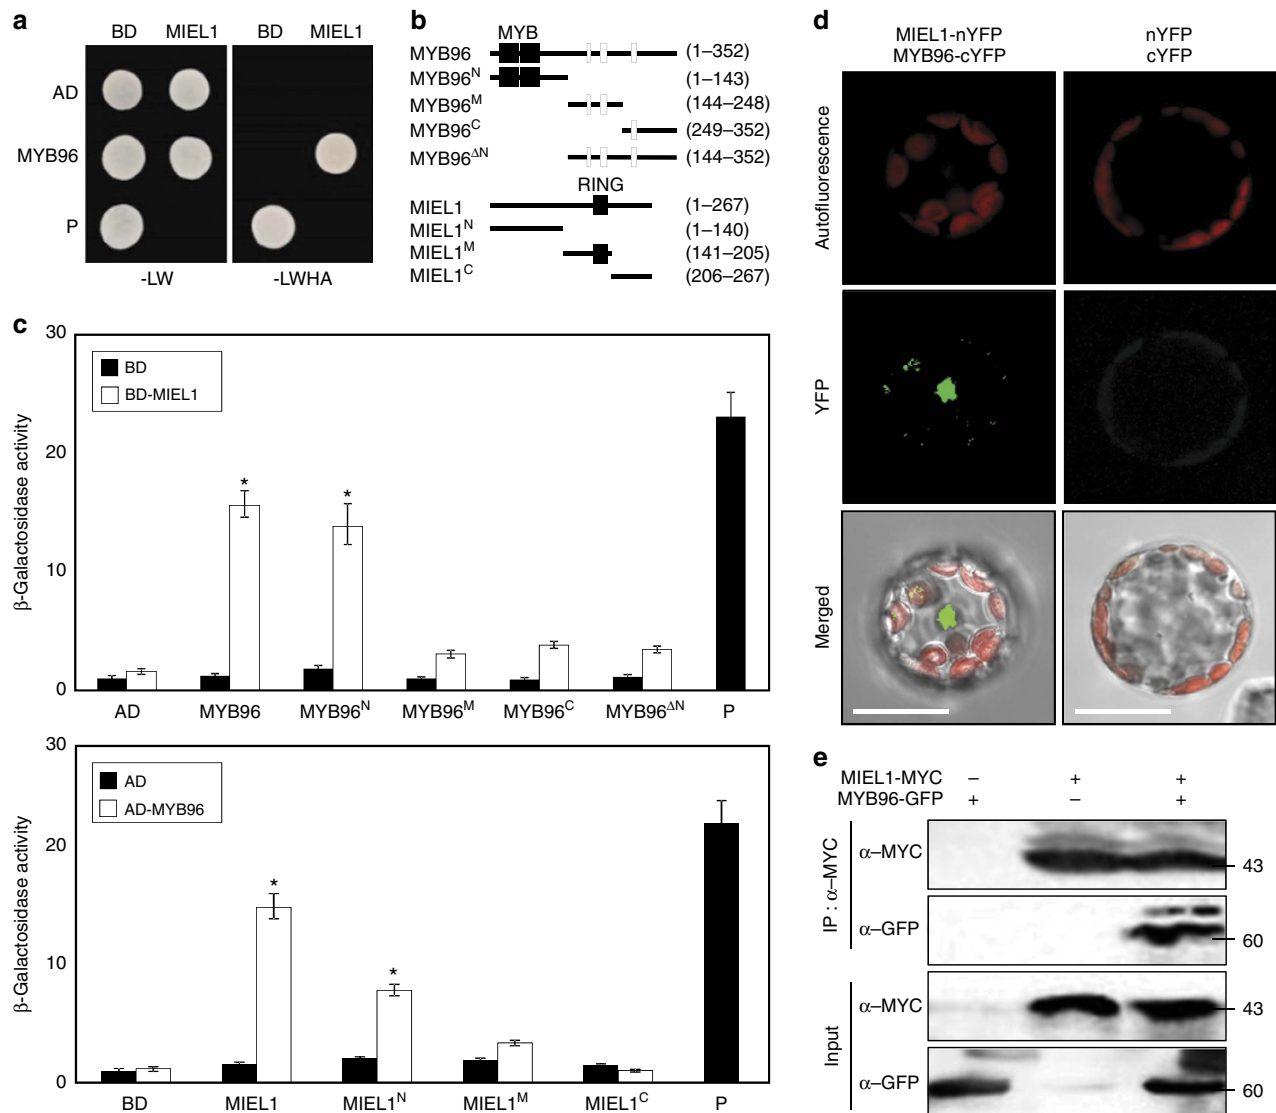 a
BD MIEL1 BD MIEL1
AD
MYB96
P
-LW -LWHA
b
MYB
MYB96 (1–352)
MYB96N (1–143)
MYB96M (144–248)
MYB96C (249–352)
MYB96ΔN (144–352)
RING
MIEL1 (1–267)
MIEL1N (1–140)
MIEL1M (141–205)
MIEL1C (206–267)
c
β-Galactosidase activity
30
20
10
0
BD
BD-MIEL1
* *
AD MYB96 MYB96N MYB96M MYB96C MYB96ΔN P
β-Galactosidase activity
30
20
10
0
AD
AD-MYB96
* *
BD MIEL1 MIEL1N MIEL1M MIEL1C P
d
MIEL1-nYFP nYFP
MYB96-cYFP cYFP
Autofluorescence
YFP
Merged
e
MIEL1-MYC – + +
MYB96-GFP + – +
IP : α–MYC
α–MYC 43
α–GFP 60
Input
α–MYC 43
α–GFP 60